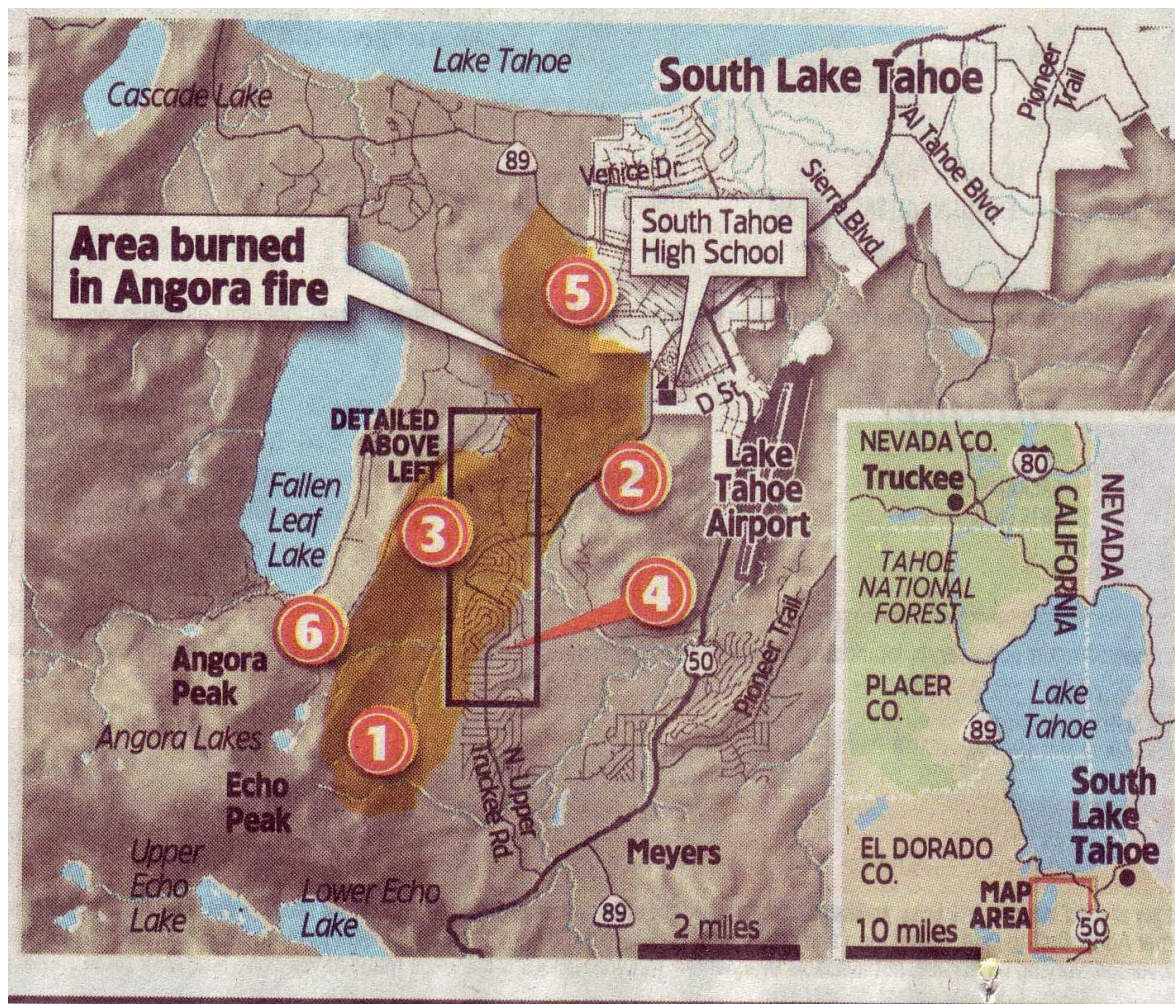 Lake Tahoe
South Lake Tahoe
Pioneer
Trail
Cascade Lake
89
Venice Dr.
Al Tahoe Blvd.
Sierra Blvd.
South Tahoe
High School
Area burned
in Angora fire
5
D St.
DETAILED
ABOVE
LEFT
Lake
Tahoe
Airport
2
Fallen
Leaf
Lake
3
4
6
50
Pioneer Trail
Angora
Peak
Angora Lakes
1
Echo
Peak
N. Upper
Truckee Rd
Meyers
Upper
Echo
Lake
Lower Echo
Lake
89
2 miles
NEVADA CO.
Truckee
80
CALIFORNIA
NEVADA
TAHOE
NATIONAL
FOREST
PLACER
CO.
Lake
Tahoe
89
South
Lake
Tahoe
EL DORADO
CO.
MAP
AREA
50
10 miles